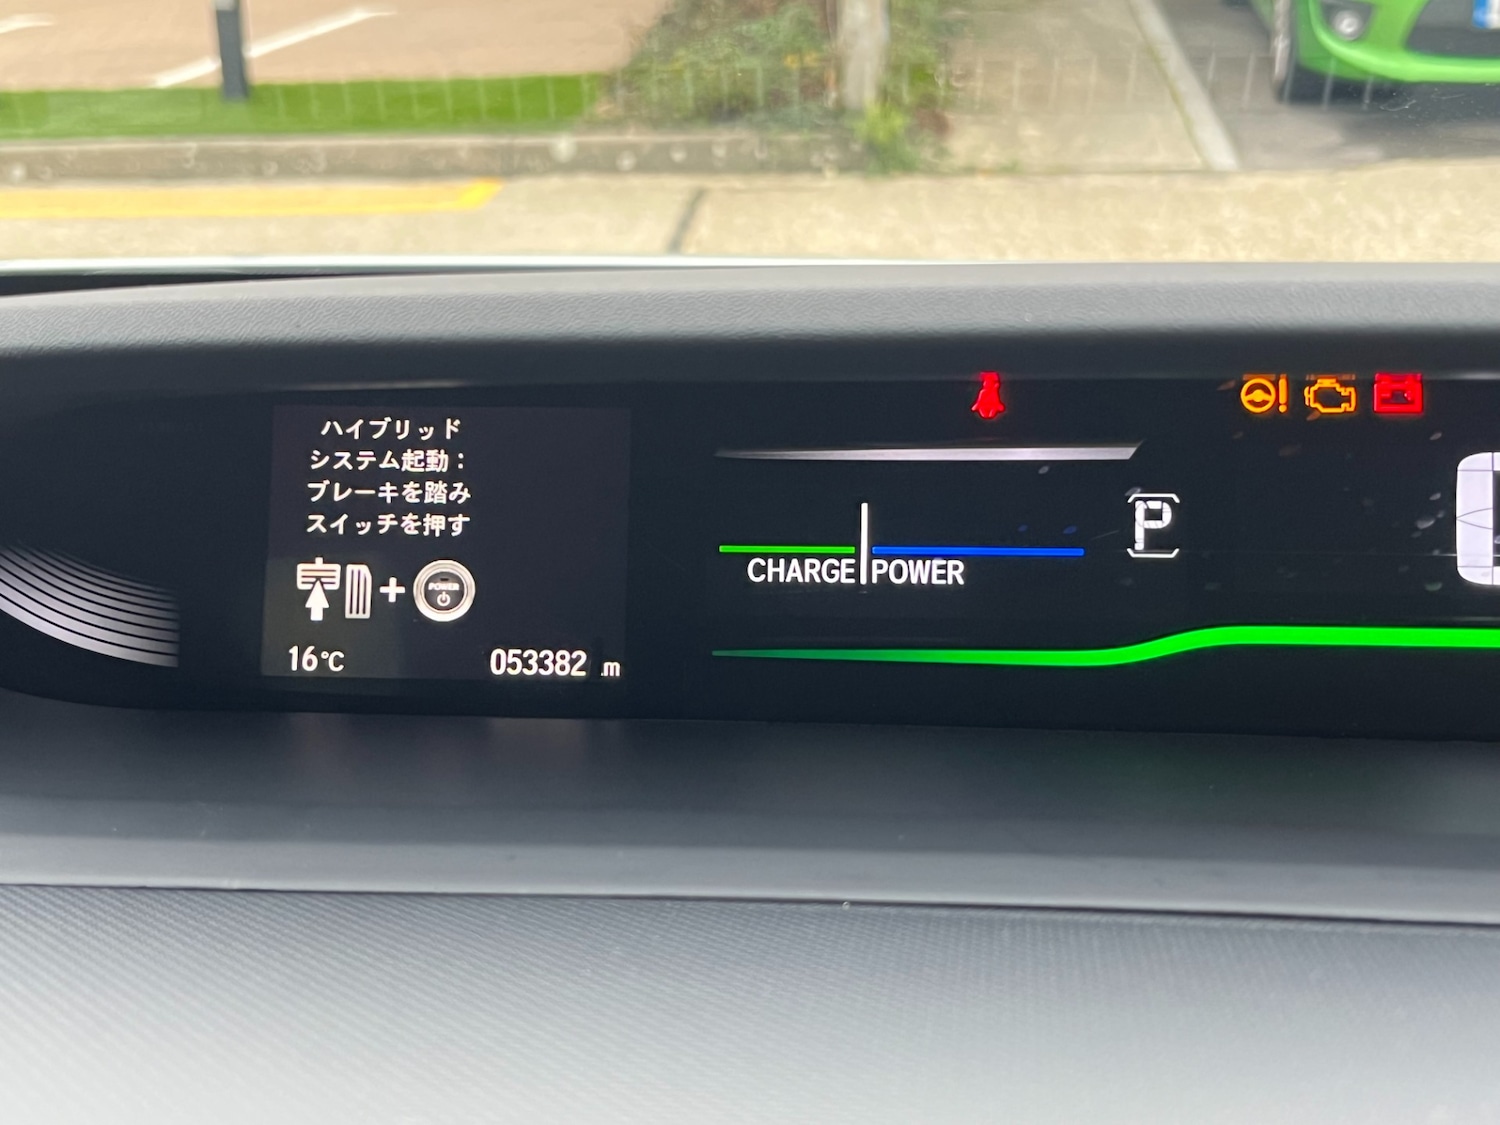 ハイブリッド
システム起動：
ブレーキを踏み
スイッチを押す
POWER
16°C
053382
CHARGE POWER
P